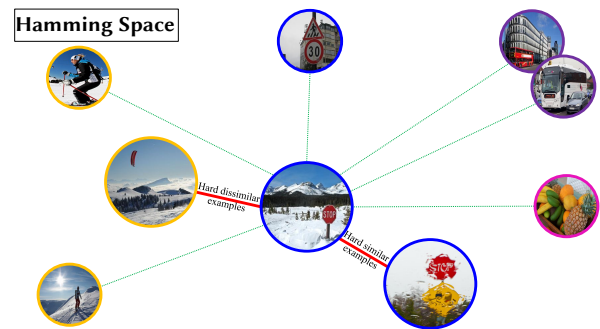 Hamming Space
30
Hard dissimilar
examples
STOP
Hard similar
examples
STOP